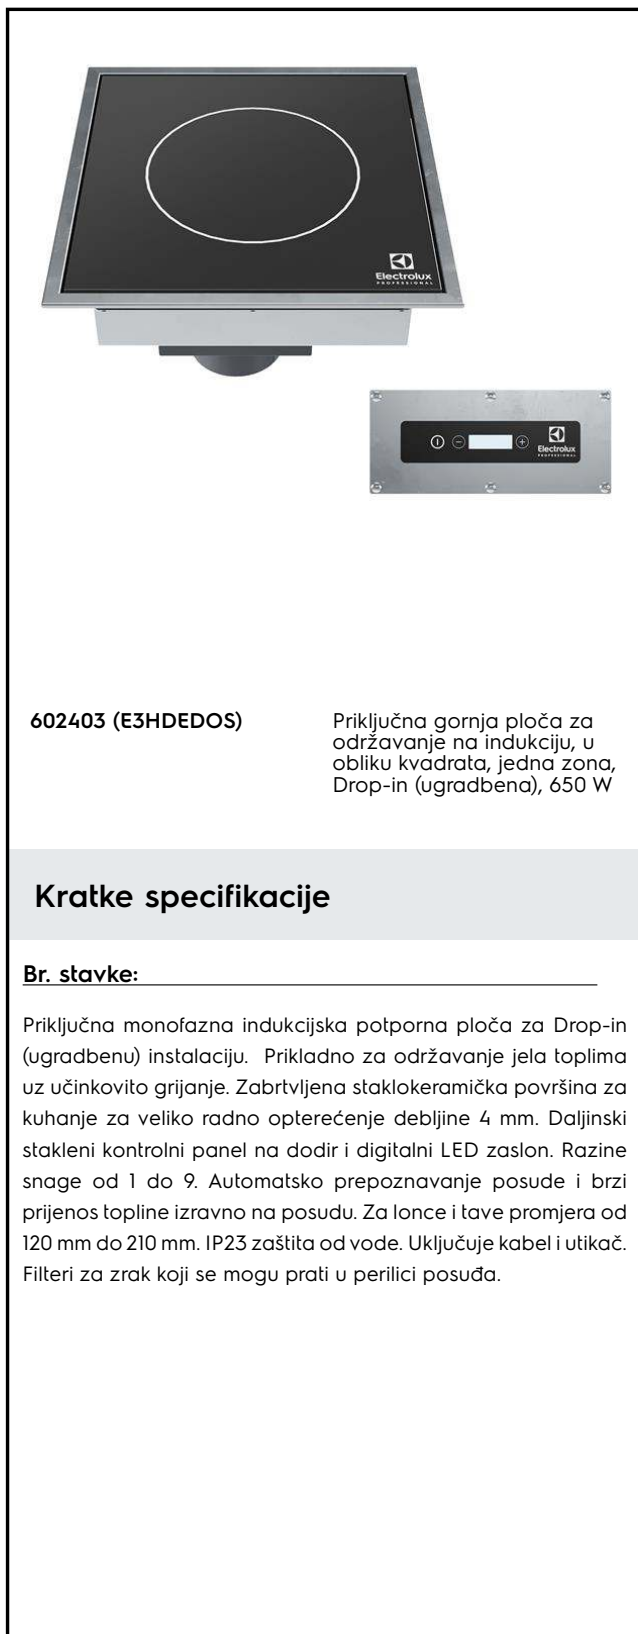 Electrolux
PROFESSIONAL
Electrolux
PROFESSIONAL
602403 (E3HDEDOS)
Priključna gornja ploča za
održavanje na indukciju, u
obliku kvadrata, jedna zona,
Drop-in (ugradbena), 650 W
Kratke specifikacije
Br. stavke:
Priključna monofazna indukcijska potporna ploča za Drop-in
(ugradbenu) instalaciju. Prikladno za održavanje jela toplima
uz učinkovito grijanje. Zabrtvljena staklokeramička površina za
kuhanje za veliko radno opterećenje debljine 4 mm. Daljinski
stakleni kontrolni panel na dodir i digitalni LED zaslon. Razine
snage od 1 do 9. Automatsko prepoznavanje posude i brzi
prijenos topline izravno na posudu. Za lonce i tave promjera od
120 mm do 210 mm. IP23 zaštita od vode. Uključuje kabel i utikač.
Filteri za zrak koji se mogu prati u perilici posuđa.